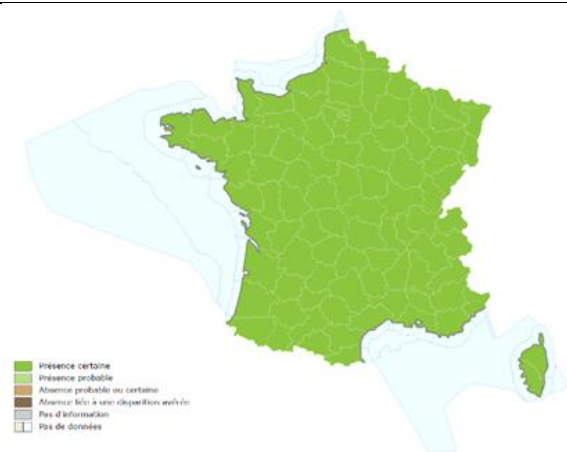 Présence certaine
Présence probable
Absence probable ou certaine
Absence liée à une disparition avérée
Pas d'information
Pas de données